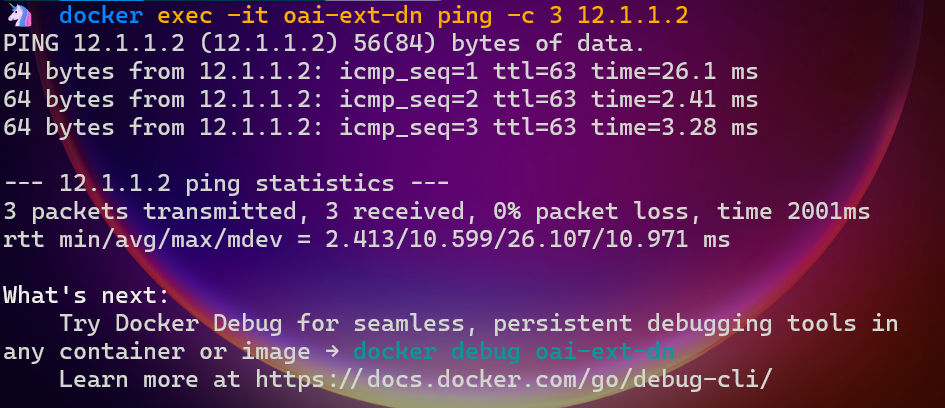 🦄 docker exec -it oai-ext-dn ping -c 3 12.1.1.2
PING 12.1.1.2 (12.1.1.2) 56(84) bytes of data.
64 bytes from 12.1.1.2: icmp_seq=1 ttl=63 time=26.1 ms
64 bytes from 12.1.1.2: icmp_seq=2 ttl=63 time=2.41 ms
64 bytes from 12.1.1.2: icmp_seq=3 ttl=63 time=3.28 ms
--- 12.1.1.2 ping statistics ---
3 packets transmitted, 3 received, 0% packet loss, time 2001ms
rtt min/avg/max/mdev = 2.413/10.599/26.107/10.971 ms
What's next:
Try Docker Debug for seamless, persistent debugging tools in
any container or image → docker debug oai-ext-dn
Learn more at https://docs.docker.com/go/debug-cli/